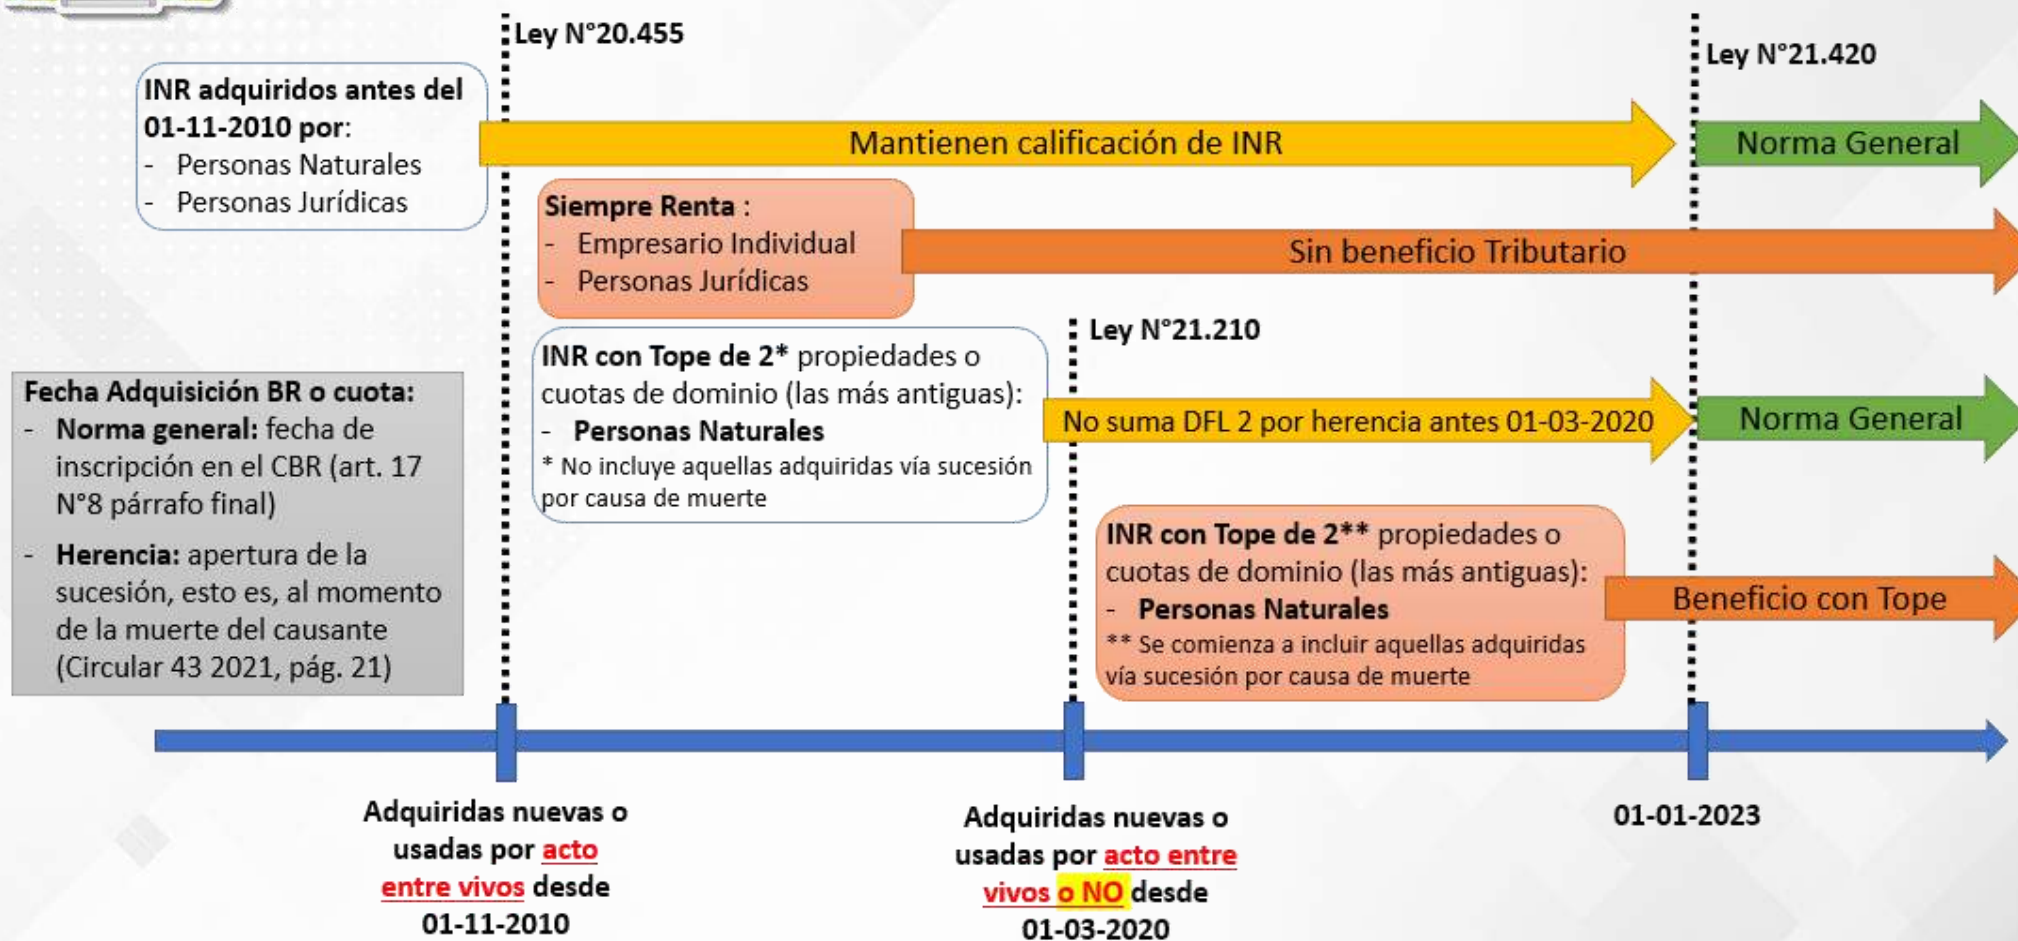 Ley N°20.455
Ley N°21.420
INR adquiridos antes del
01-11-2010 por:
- Personas Naturales
- Personas Jurídicas
Mantienen calificación de INR
Norma General
Siempre Renta :
- Empresario Individual
- Personas Jurídicas
Sin beneficio Tributario
Ley N°21.210
INR con Tope de 2* propiedades o
cuotas de dominio (las más antiguas):
- Personas Naturales
* No incluye aquellas adquiridas vía sucesión
por causa de muerte
No suma DFL 2 por herencia antes 01-03-2020
Norma General
Fecha Adquisición BR o cuota:
- Norma general: fecha de
inscripción en el CBR (art. 17
N°8 párrafo final)
- Herencia: apertura de la
sucesión, esto es, al momento
de la muerte del causante
(Circular 43 2021, pág. 21)
INR con Tope de 2** propiedades o
cuotas de dominio (las más antiguas):
- Personas Naturales
** Se comienza a incluir aquellas adquiridas
vía sucesión por causa de muerte
Beneficio con Tope
Adquiridas nuevas o
usadas por acto
entre vivos desde
01-11-2010
Adquiridas nuevas o
usadas por acto entre
vivos o NO desde
01-03-2020
01-01-2023